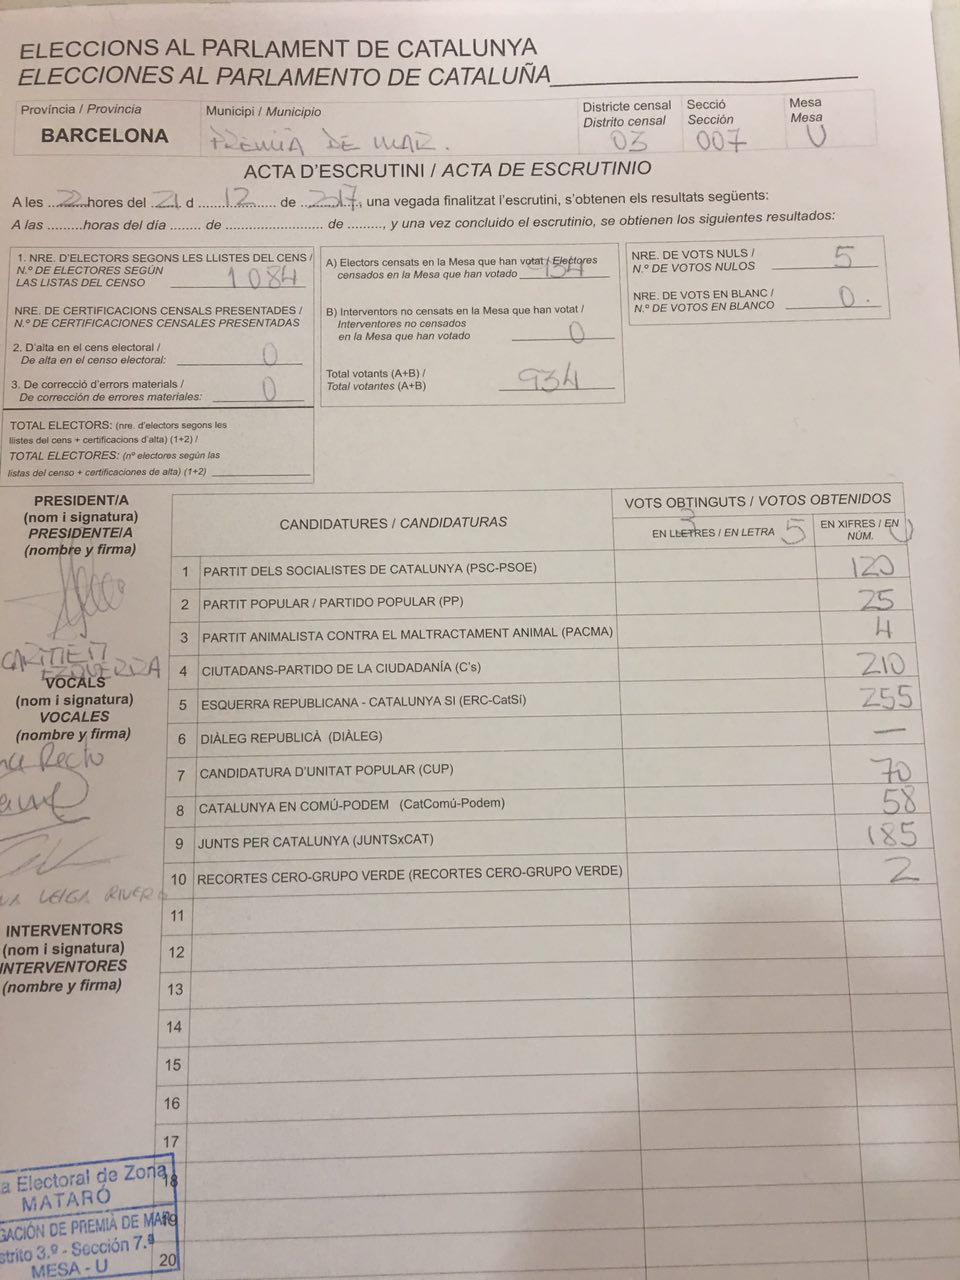 ELECCIONS AL PARLAMENT DE CATALUNYA
ELECCIONES AL PARLAMENTO DE CATALUÑA
Província / Provincia
BARCELONA
Municipi / Municipio
PREMIÀ DE MAR.
Districte censal
Distrito censal
03
Secció
Sección
007
Mesa
Mesa
U
ACTA D'ESCRUTINI / ACTA DE ESCRUTINIO
A les ..22..hores del .21 d ......12...... de ..2017., una vegada finalitzat l'escrutini, s'obtenen els resultats següents:
A las .........horas del día ........ de ......................... de ........., y una vez concluido el escrutinio, se obtienen los siguientes resultados:
1. NRE. D'ELECTORS SEGONS LES LLISTES DEL CENS /
N.º DE ELECTORES SEGÚN
LAS LISTAS DEL CENSO 1084
NRE. DE CERTIFICACIONS CENSALS PRESENTADES /
N.º DE CERTIFICACIONES CENSALES PRESENTADAS
2. D'alta en el cens electoral /
De alta en el censo electoral: 0
3. De correcció d'errors materials /
De corrección de errores materiales: 0
TOTAL ELECTORS: (nre. d'electors segons les
llistes del cens + certificacions d'alta) (1+2) /
TOTAL ELECTORES: (nº electores según las
listas del censo + certificaciones de alta) (1+2)
A) Electors censats en la Mesa que han votat / Electores
censados en la Mesa que han votado 934
B) Interventors no censats en la Mesa que han votat /
Interventores no censados
en la Mesa que han votado 0
Total votants (A+B) /
Total votantes (A+B) 934
NRE. DE VOTS NULS /
N.º DE VOTOS NULOS 5
NRE. DE VOTS EN BLANC /
N.º DE VOTOS EN BLANCO 0.
PRESIDENT/A
(nom i signatura)
PRESIDENTE/A
(nombre y firma)
VOCALS
(nom i signatura)
VOCALES
(nombre y firma)
Recto
LEIGA RIVERO
INTERVENTORS
(nom i signatura)
INTERVENTORES
(nombre y firma)
CANDIDATURES / CANDIDATURAS
VOTS OBTINGUTS / VOTOS OBTENIDOS
3
EN LLETRES / EN LETRA 5
EN XIFRES / EN
NÚM. U
1 PARTIT DELS SOCIALISTES DE CATALUNYA (PSC-PSOE) 120
2 PARTIT POPULAR / PARTIDO POPULAR (PP) 25
3 PARTIT ANIMALISTA CONTRA EL MALTRACTAMENT ANIMAL (PACMA) 4
4 CIUTADANS-PARTIDO DE LA CIUDADANÍA (C's) 210
5 ESQUERRA REPUBLICANA - CATALUNYA SI (ERC-CatSí) 255
6 DIÀLEG REPUBLICÀ (DIÀLEG) —
7 CANDIDATURA D'UNITAT POPULAR (CUP) 70
8 CATALUNYA EN COMÚ-PODEM (CatComú-Podem) 58
9 JUNTS PER CATALUNYA (JUNTSxCAT) 185
10 RECORTES CERO-GRUPO VERDE (RECORTES CERO-GRUPO VERDE) 2
11
12
13
14
15
16
17
18
19
20
a Electoral de Zona
MATARÓ
GACIÓN DE PREMIÀ DE MAR
strito 3.º - Sección 7.ª
MESA - U